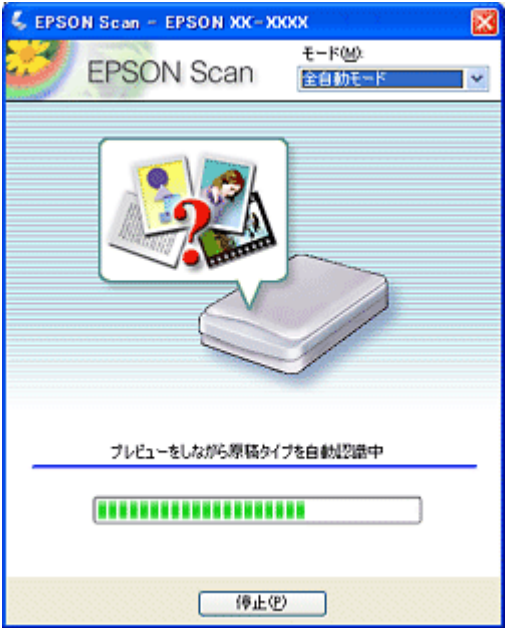 EPSON Scan - EPSON XX-XXXX
EPSON Scan
モード(M):
全自動モード
プレビューをしながら原稿タイプを自動認識中
停止(P)